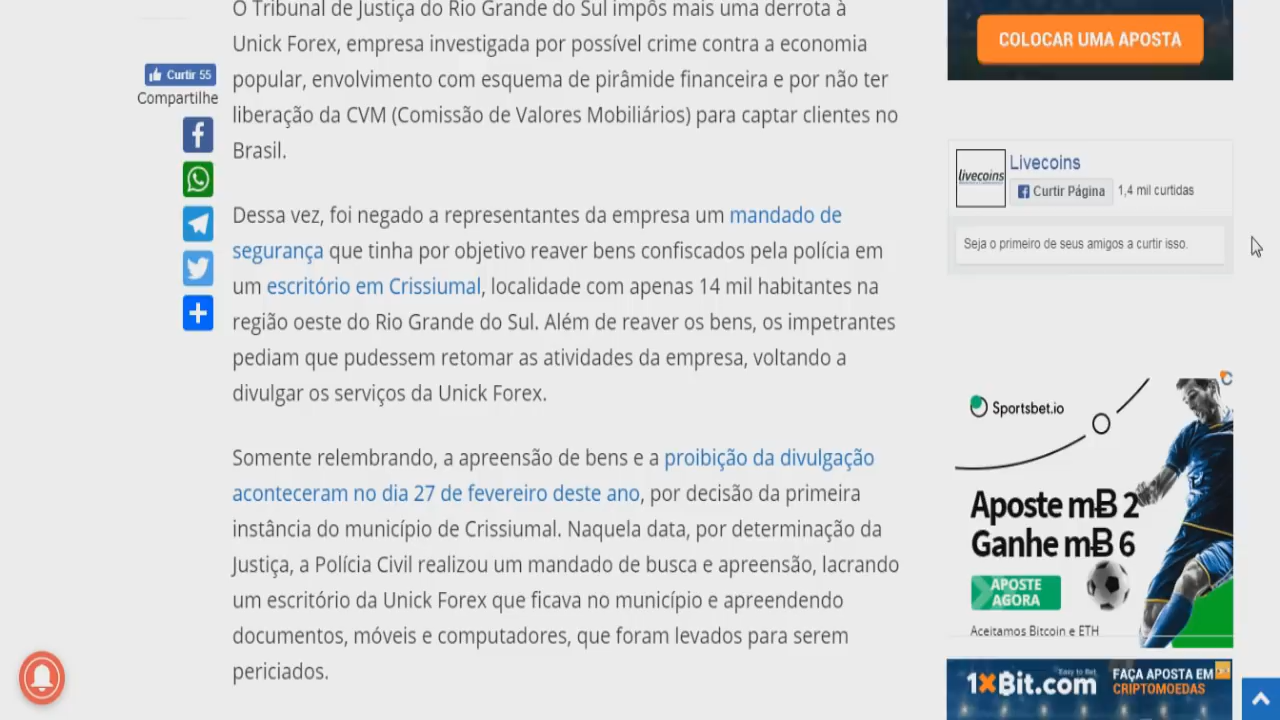 O Tribunal de Justiça do Rio Grande do Sul impôs mais uma derrota à
Unick Forex, empresa investigada por possível crime contra a economia
popular, envolvimento com esquema de pirâmide financeira e por não ter
liberação da CVM (Comissão de Valores Mobiliários) para captar clientes no
Brasil.
Dessa vez, foi negado a representantes da empresa um mandado de
segurança que tinha por objetivo reaver bens confiscados pela polícia em
um escritório em Crissiumal, localidade com apenas 14 mil habitantes na
região oeste do Rio Grande do Sul. Além de reaver os bens, os impetrantes
pediam que pudessem retomar as atividades da empresa, voltando a
divulgar os serviços da Unick Forex.
Somente relembrando, a apreensão de bens e a proibição da divulgação
aconteceram no dia 27 de fevereiro deste ano, por decisão da primeira
instância do município de Crissiumal. Naquela data, por determinação da
Justiça, a Polícia Civil realizou um mandado de busca e apreensão, lacrando
um escritório da Unick Forex que ficava no município e apreendendo
documentos, móveis e computadores, que foram levados para serem
periciados.
Curtir 55
Compartilhe
COLOCAR UMA APOSTA
livecoins
Livecoins
Curtir Página
1,4 mil curtidas
Seja o primeiro de seus amigos a curtir isso.
Sportsbet.io
Aposte mɃ 2
Ganhe mɃ 6
APOSTE
AGORA
Aceitamos Bitcoin e ETH
Easy to Bet
1XBit.com
FAÇA APOSTA EM
CRIPTOMOEDAS